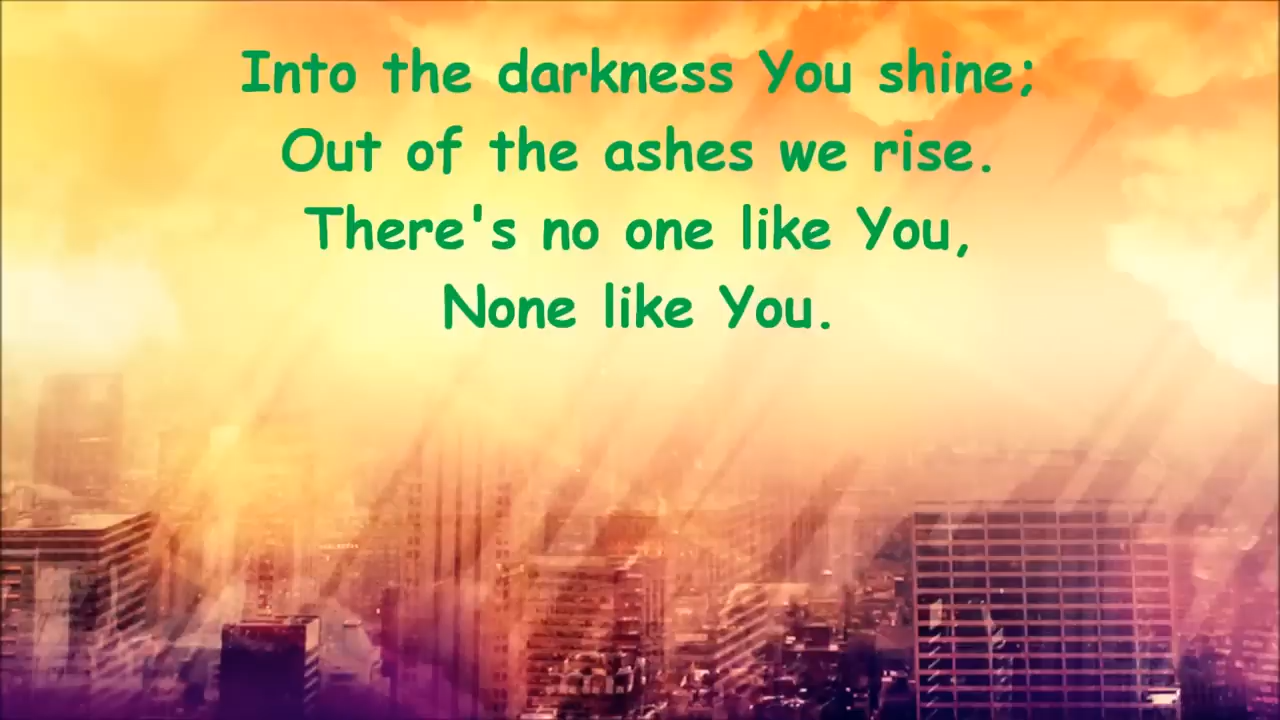 Into the darkness You shine;
Out of the ashes we rise.
There's no one like You,
None like You.